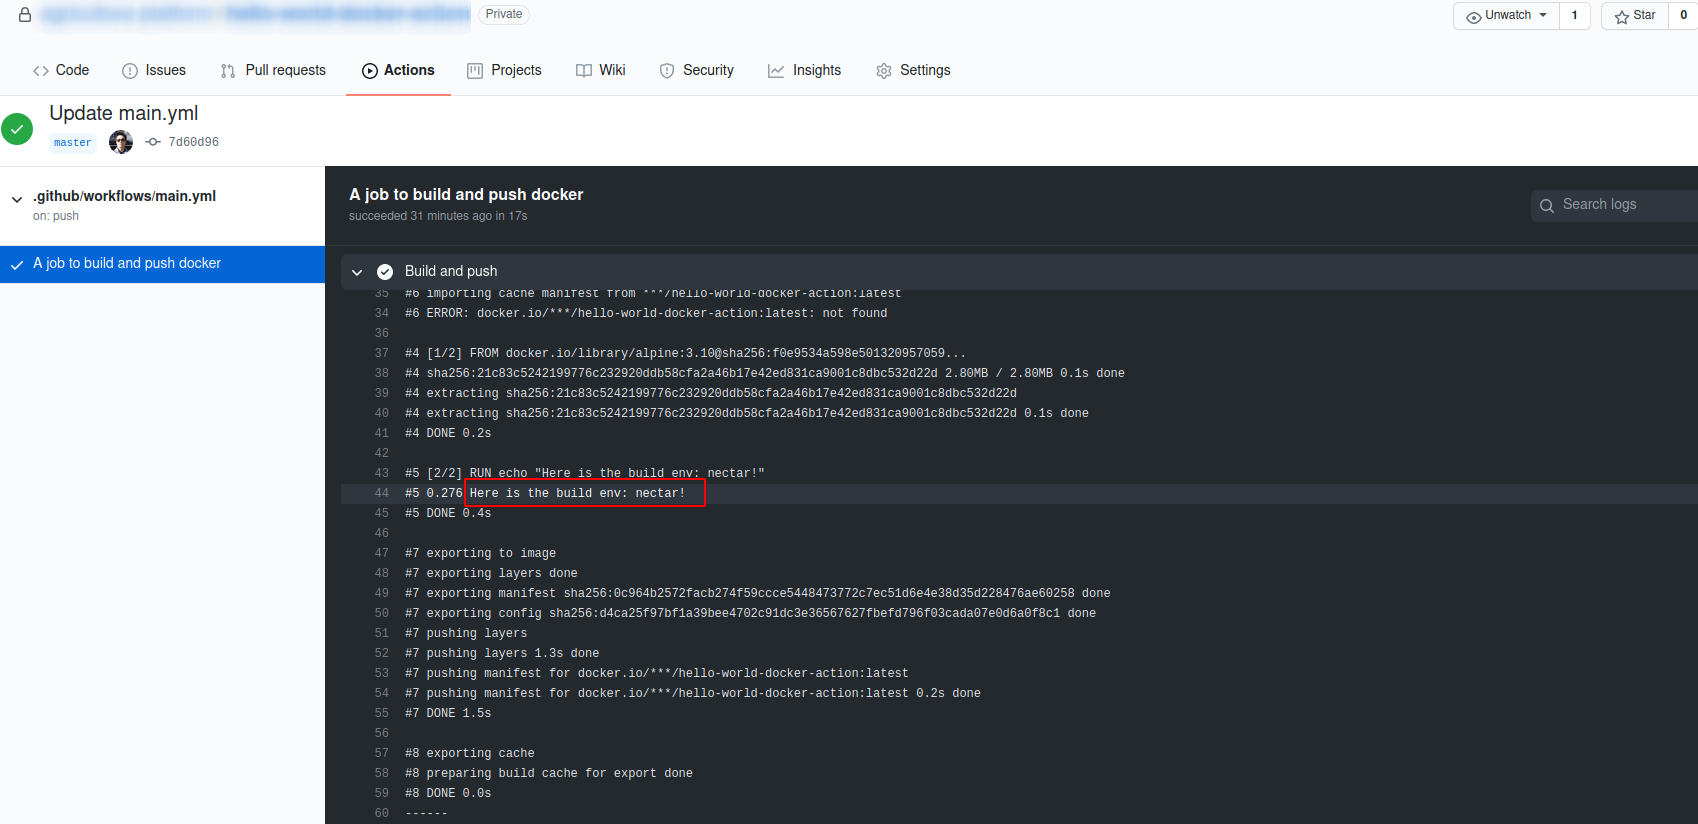 Private
Unwatch 1 Star 0
Code Issues Pull requests Actions Projects Wiki Security Insights Settings
Update main.yml
master 7d60d96
.github/workflows/main.yml
on: push
A job to build and push docker
A job to build and push docker
succeeded 31 minutes ago in 17s
Search logs
Build and push
35 #6 importing cache manifest from ***/hello-world-docker-action:latest
34 #6 ERROR: docker.io/***/hello-world-docker-action:latest: not found
36
37 #4 [1/2] FROM docker.io/library/alpine:3.10@sha256:f0e9534a598e501320957059...
38 #4 sha256:21c83c5242199776c232920ddb58cfa2a46b17e42ed831ca9001c8dbc532d22d 2.80MB / 2.80MB 0.1s done
39 #4 extracting sha256:21c83c5242199776c232920ddb58cfa2a46b17e42ed831ca9001c8dbc532d22d
40 #4 extracting sha256:21c83c5242199776c232920ddb58cfa2a46b17e42ed831ca9001c8dbc532d22d 0.1s done
41 #4 DONE 0.2s
42
43 #5 [2/2] RUN echo "Here is the build env: nectar!"
44 #5 0.276 Here is the build env: nectar!
45 #5 DONE 0.4s
46
47 #7 exporting to image
48 #7 exporting layers done
49 #7 exporting manifest sha256:0c964b2572facb274f59ccce5448473772c7ec51d6e4e38d35d228476ae60258 done
50 #7 exporting config sha256:d4ca25f97bf1a39bee4702c91dc3e36567627fbefd796f03cada07e0d6a0f8c1 done
51 #7 pushing layers
52 #7 pushing layers 1.3s done
53 #7 pushing manifest for docker.io/***/hello-world-docker-action:latest
54 #7 pushing manifest for docker.io/***/hello-world-docker-action:latest 0.2s done
55 #7 DONE 1.5s
56
57 #8 exporting cache
58 #8 preparing build cache for export done
59 #8 DONE 0.0s
60 ------